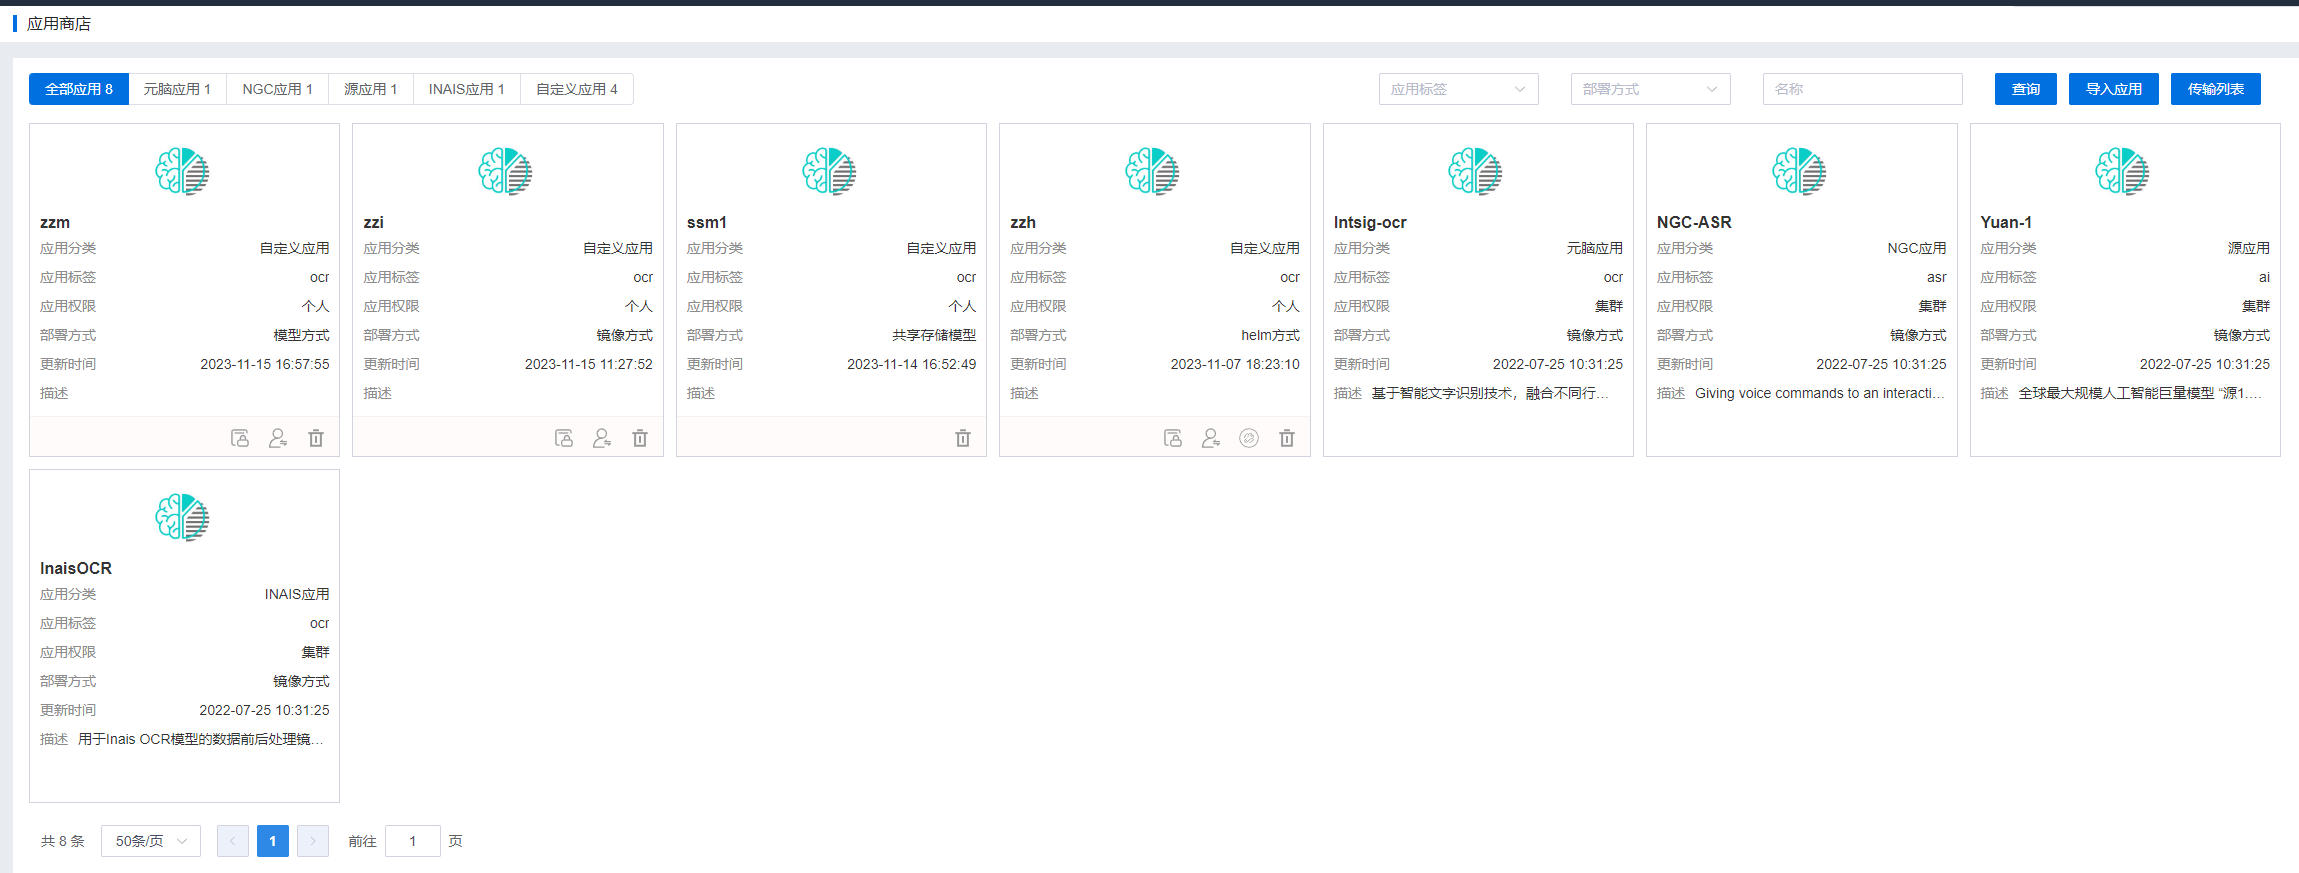 应用商店
全部应用 8 元脑应用 1 NGC应用 1 源应用 1 INAIS应用 1 自定义应用 4 应用标签 部署方式 名称 查询 导入应用 传输列表
zzm
应用分类 自定义应用
应用标签 ocr
应用权限 个人
部署方式 模型方式
更新时间 2023-11-15 16:57:55
描述
zzi
应用分类 自定义应用
应用标签 ocr
应用权限 个人
部署方式 镜像方式
更新时间 2023-11-15 11:27:52
描述
ssm1
应用分类 自定义应用
应用标签 ocr
应用权限 个人
部署方式 共享存储模型
更新时间 2023-11-14 16:52:49
描述
zzh
应用分类 自定义应用
应用标签 ocr
应用权限 个人
部署方式 helm方式
更新时间 2023-11-07 18:23:10
描述
Intsig-ocr
应用分类 元脑应用
应用标签 ocr
应用权限 集群
部署方式 镜像方式
更新时间 2022-07-25 10:31:25
描述 基于智能文字识别技术，融合不同行...
NGC-ASR
应用分类 NGC应用
应用标签 asr
应用权限 集群
部署方式 镜像方式
更新时间 2022-07-25 10:31:25
描述 Giving voice commands to an interacti...
Yuan-1
应用分类 源应用
应用标签 ai
应用权限 集群
部署方式 镜像方式
更新时间 2022-07-25 10:31:25
描述 全球最大规模人工智能巨量模型 “源1....
InaisOCR
应用分类 INAIS应用
应用标签 ocr
应用权限 集群
部署方式 镜像方式
更新时间 2022-07-25 10:31:25
描述 用于Inais OCR模型的数据前后处理镜...
共 8 条 50条/页 1 前往 1 页